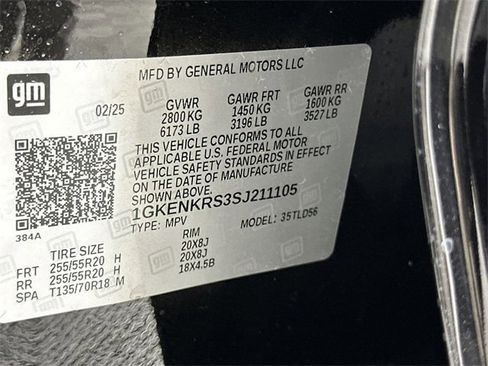 gm
MFD BY GENERAL MOTORS LLC
02/25
GVWR GAWR FRT GAWR RR
2800 KG 1450 KG 1600 KG
6173 LB 3196 LB 3527 LB
THIS VEHICLE CONFORMS TO ALL
APPLICABLE U.S. FEDERAL MOTOR
VEHICLE SAFETY STANDARDS IN EFFECT
ON THE DATE OF MANUFACTURE
SHOWN ABOVE.
1GKENKRS3SJ211105
TYPE: MPV MODEL: 35TLD56
384A
TIRE SIZE RIM
FRT 255/55R20 H 20X8J
RR 255/55R20 H 20X8J
SPA T135/70R18 M 18X4.5B